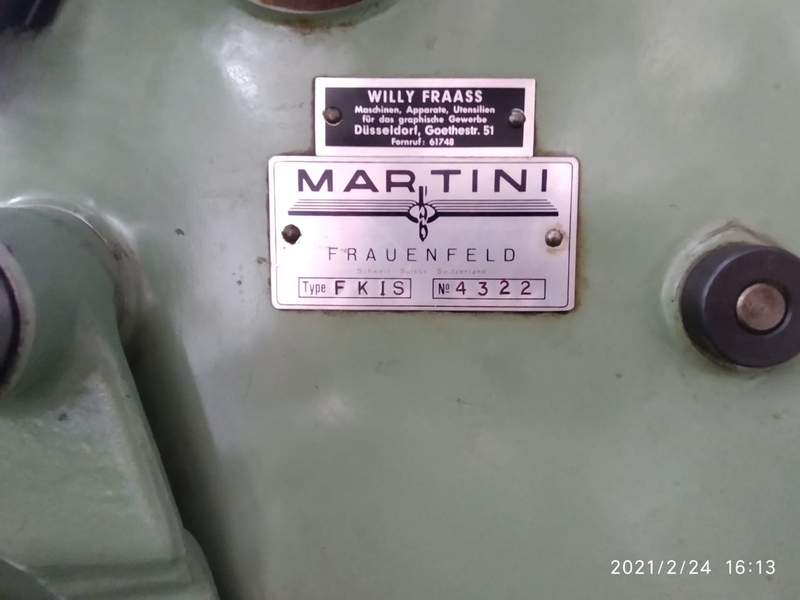 WILLY FRAASS
Maschinen, Apparate, Utensilien
für das graphische Gewerbe
Düsseldorf, Goethestr. 51
Fernruf: 61748
MARTINI
FRAUENFELD
Schweiz Suisse Switzerland
Type FKIS № 4322
2021/2/24 16:13